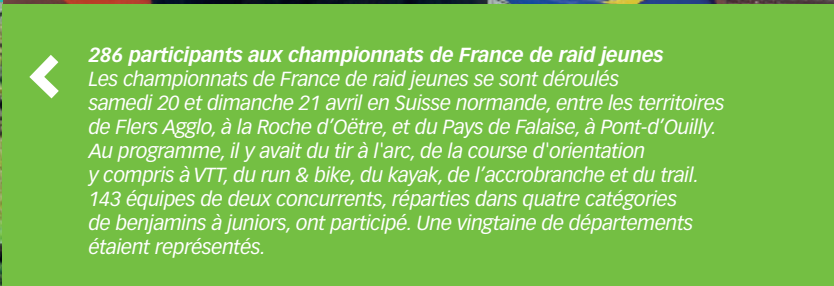 286 participants aux championnats de France de raid jeunes
Les championnats de France de raid jeunes se sont déroulés
samedi 20 et dimanche 21 avril en Suisse normande, entre les territoires
de Flers Agglo, à la Roche d’Oëtre, et du Pays de Falaise, à Pont-d’Ouilly.
Au programme, il y avait du tir à l'arc, de la course d'orientation
y compris à VTT, du run & bike, du kayak, de l’accrobranche et du trail.
143 équipes de deux concurrents, réparties dans quatre catégories
de benjamins à juniors, ont participé. Une vingtaine de départements
étaient représentés.